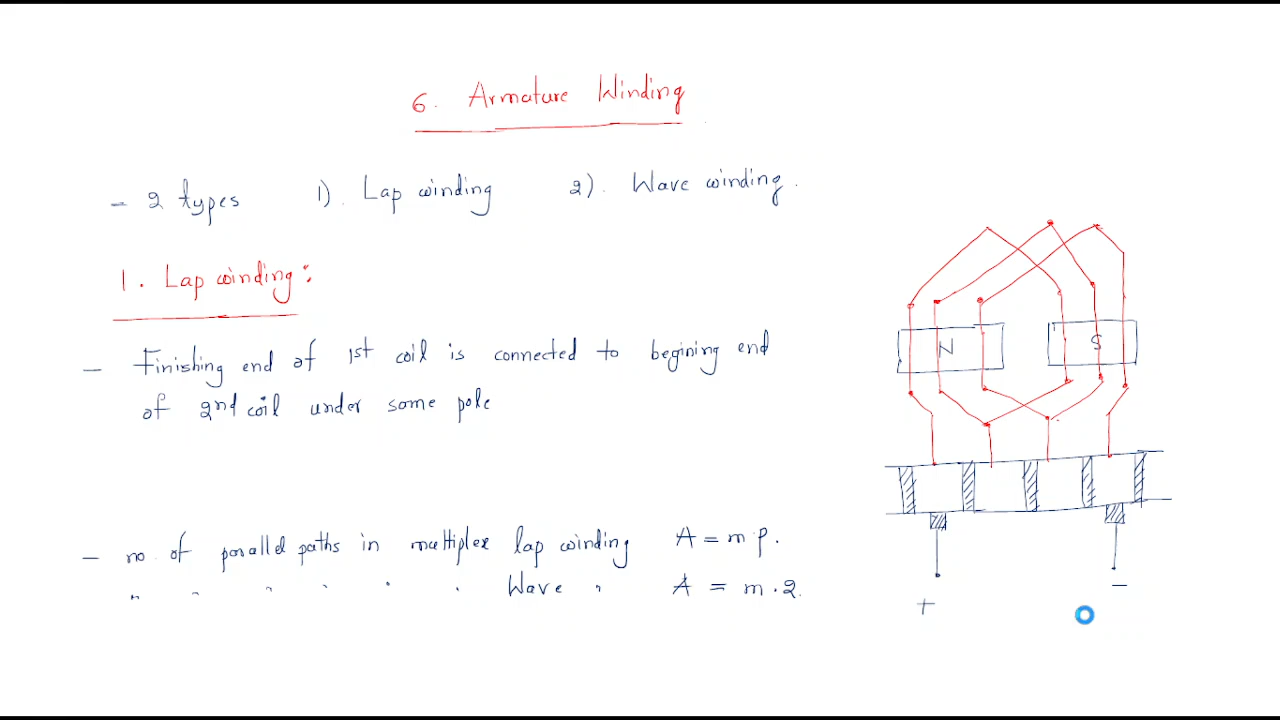 6. Armature Winding
- 2 types 1). Lap winding 2). Wave winding.
1. Lap winding:
- Finishing end of 1st coil is connected to begining end
of 2nd coil under some pole
N S
- no. of parallel paths in multiplex lap winding A = m p.
" " " " " Wave " A = m . 2.
+ -